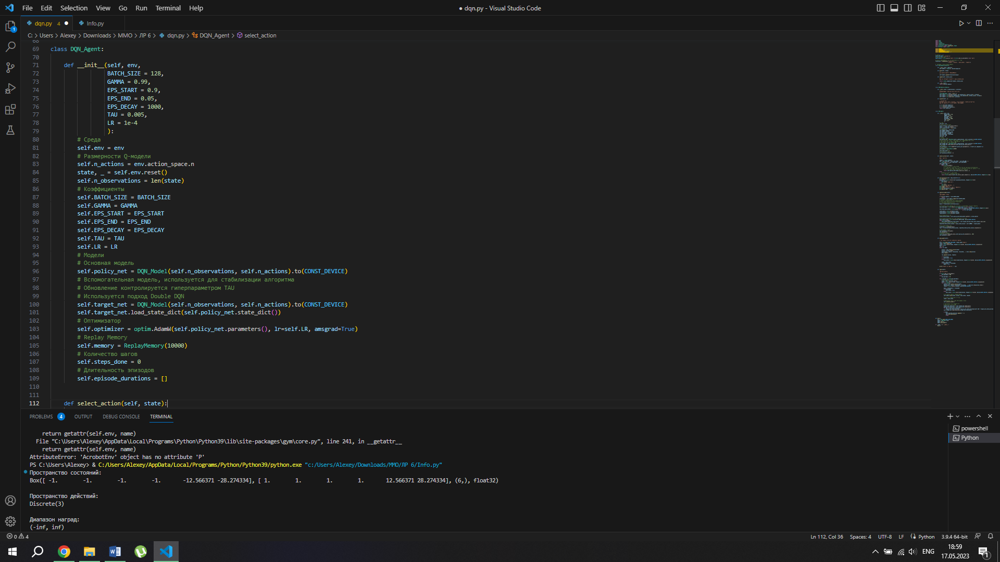 File Edit Selection View Go Run Terminal Help
● dqn.py - Visual Studio Code
dqn.py 4 ● Info.py
C: > Users > Alexey > Downloads > ММО > ЛР 6 > dqn.py > DQN_Agent > select_action
68
69 class DQN_Agent:
70
71 def __init__(self, env,
72 BATCH_SIZE = 128,
73 GAMMA = 0.99,
74 EPS_START = 0.9,
75 EPS_END = 0.05,
76 EPS_DECAY = 1000,
77 TAU = 0.005,
78 LR = 1e-4
79 ):
80 # Среда
81 self.env = env
82 # Размерности Q-модели
83 self.n_actions = env.action_space.n
84 state, _ = self.env.reset()
85 self.n_observations = len(state)
86 # Коэффициенты
87 self.BATCH_SIZE = BATCH_SIZE
88 self.GAMMA = GAMMA
89 self.EPS_START = EPS_START
90 self.EPS_END = EPS_END
91 self.EPS_DECAY = EPS_DECAY
92 self.TAU = TAU
93 self.LR = LR
94 # Модели
95 # Основная модель
96 self.policy_net = DQN_Model(self.n_observations, self.n_actions).to(CONST_DEVICE)
97 # Вспомогательная модель, используется для стабилизации алгоритма
98 # Обновление контролируется гиперпараметром TAU
99 # Используется подход Double DQN
100 self.target_net = DQN_Model(self.n_observations, self.n_actions).to(CONST_DEVICE)
101 self.target_net.load_state_dict(self.policy_net.state_dict())
102 # Оптимизатор
103 self.optimizer = optim.AdamW(self.policy_net.parameters(), lr=self.LR, amsgrad=True)
104 # Replay Memory
105 self.memory = ReplayMemory(10000)
106 # Количество шагов
107 self.steps_done = 0
108 # Длительность эпизодов
109 self.episode_durations = []
110
111
112 def select_action(self, state):
PROBLEMS 4 OUTPUT DEBUG CONSOLE TERMINAL
return getattr(self.env, name)
File "C:\Users\Alexey\AppData\Local\Programs\Python\Python39\lib\site-packages\gym\core.py", line 241, in __getattr__
return getattr(self.env, name)
AttributeError: 'AcrobotEnv' object has no attribute 'P'
PS C:\Users\Alexey> & C:/Users/Alexey/AppData/Local/Programs/Python/Python39/python.exe "c:/Users/Alexey/Downloads/ММО/ЛР 6/Info.py"
Пространство состояний:
Box([ -1. -1. -1. -1. -12.566371 -28.274334], [ 1. 1. 1. 1. 12.566371 28.274334], (6,), float32)
Пространство действий:
Discrete(3)
Диапазон наград:
(-inf, inf)
powershell
Python
0 4
Ln 112, Col 36 Spaces: 4 UTF-8 LF Python 3.9.4 64-bit
ENG
18:59
17.05.2023
1